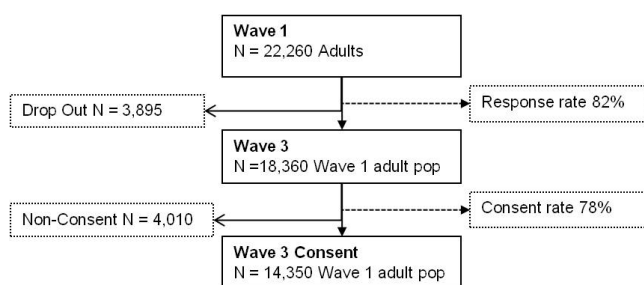 Wave 1
N = 22,260 Adults
Drop Out N = 3,895
Response rate 82%
Wave 3
N =18,360 Wave 1 adult pop
Non-Consent N = 4,010
Consent rate 78%
Wave 3 Consent
N = 14,350 Wave 1 adult pop